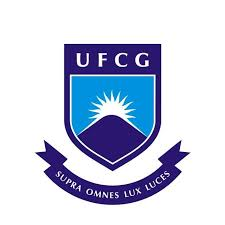 UFCG
SUPRA OMNES LUX LUCES